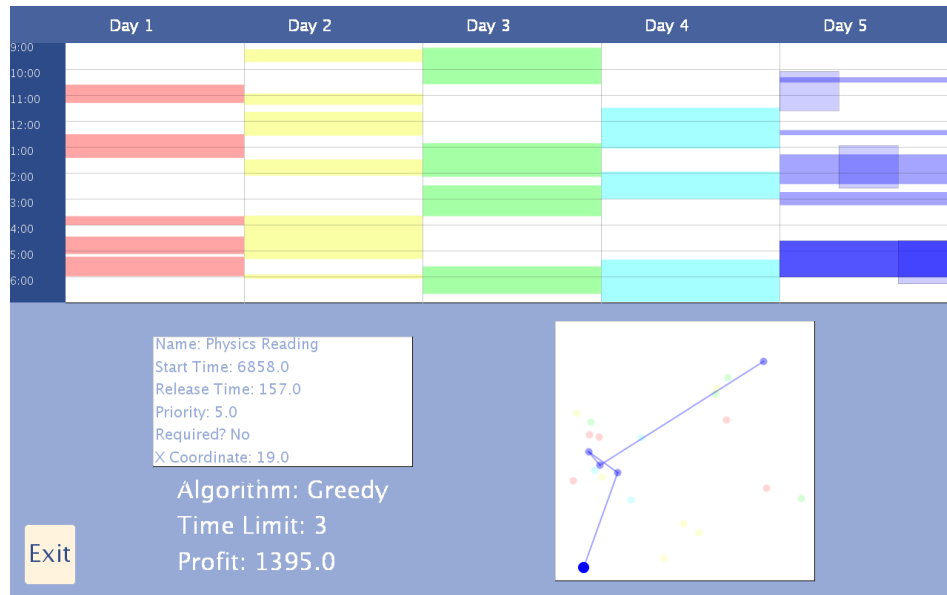 Day 1 Day 2 Day 3 Day 4 Day 5
9:00
10:00
11:00
12:00
1:00
2:00
3:00
4:00
5:00
6:00
Name: Physics Reading
Start Time: 6858.0
Release Time: 157.0
Priority: 5.0
Required? No
X Coordinate: 19.0
Algorithm: Greedy
Time Limit: 3
Profit: 1395.0
Exit